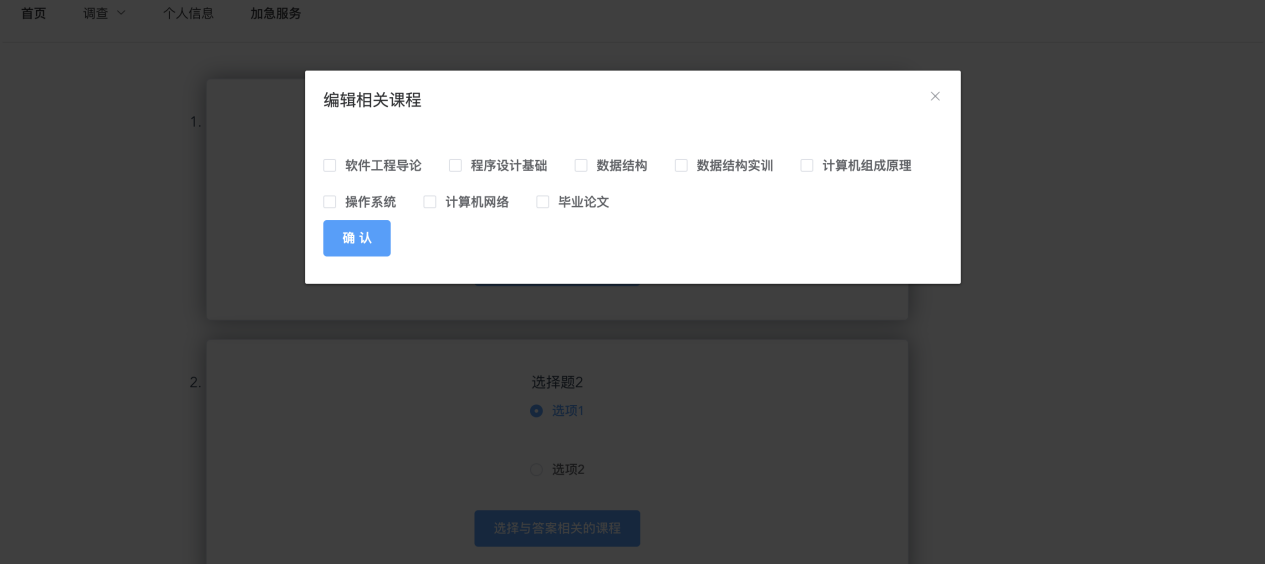 首页 调查 个人信息 加急服务
编辑相关课程
1.
软件工程导论 程序设计基础 数据结构 数据结构实训 计算机组成原理
操作系统 计算机网络 毕业论文
确 认
2.
选择题2
选项1
选项2
选择与答案相关的课程